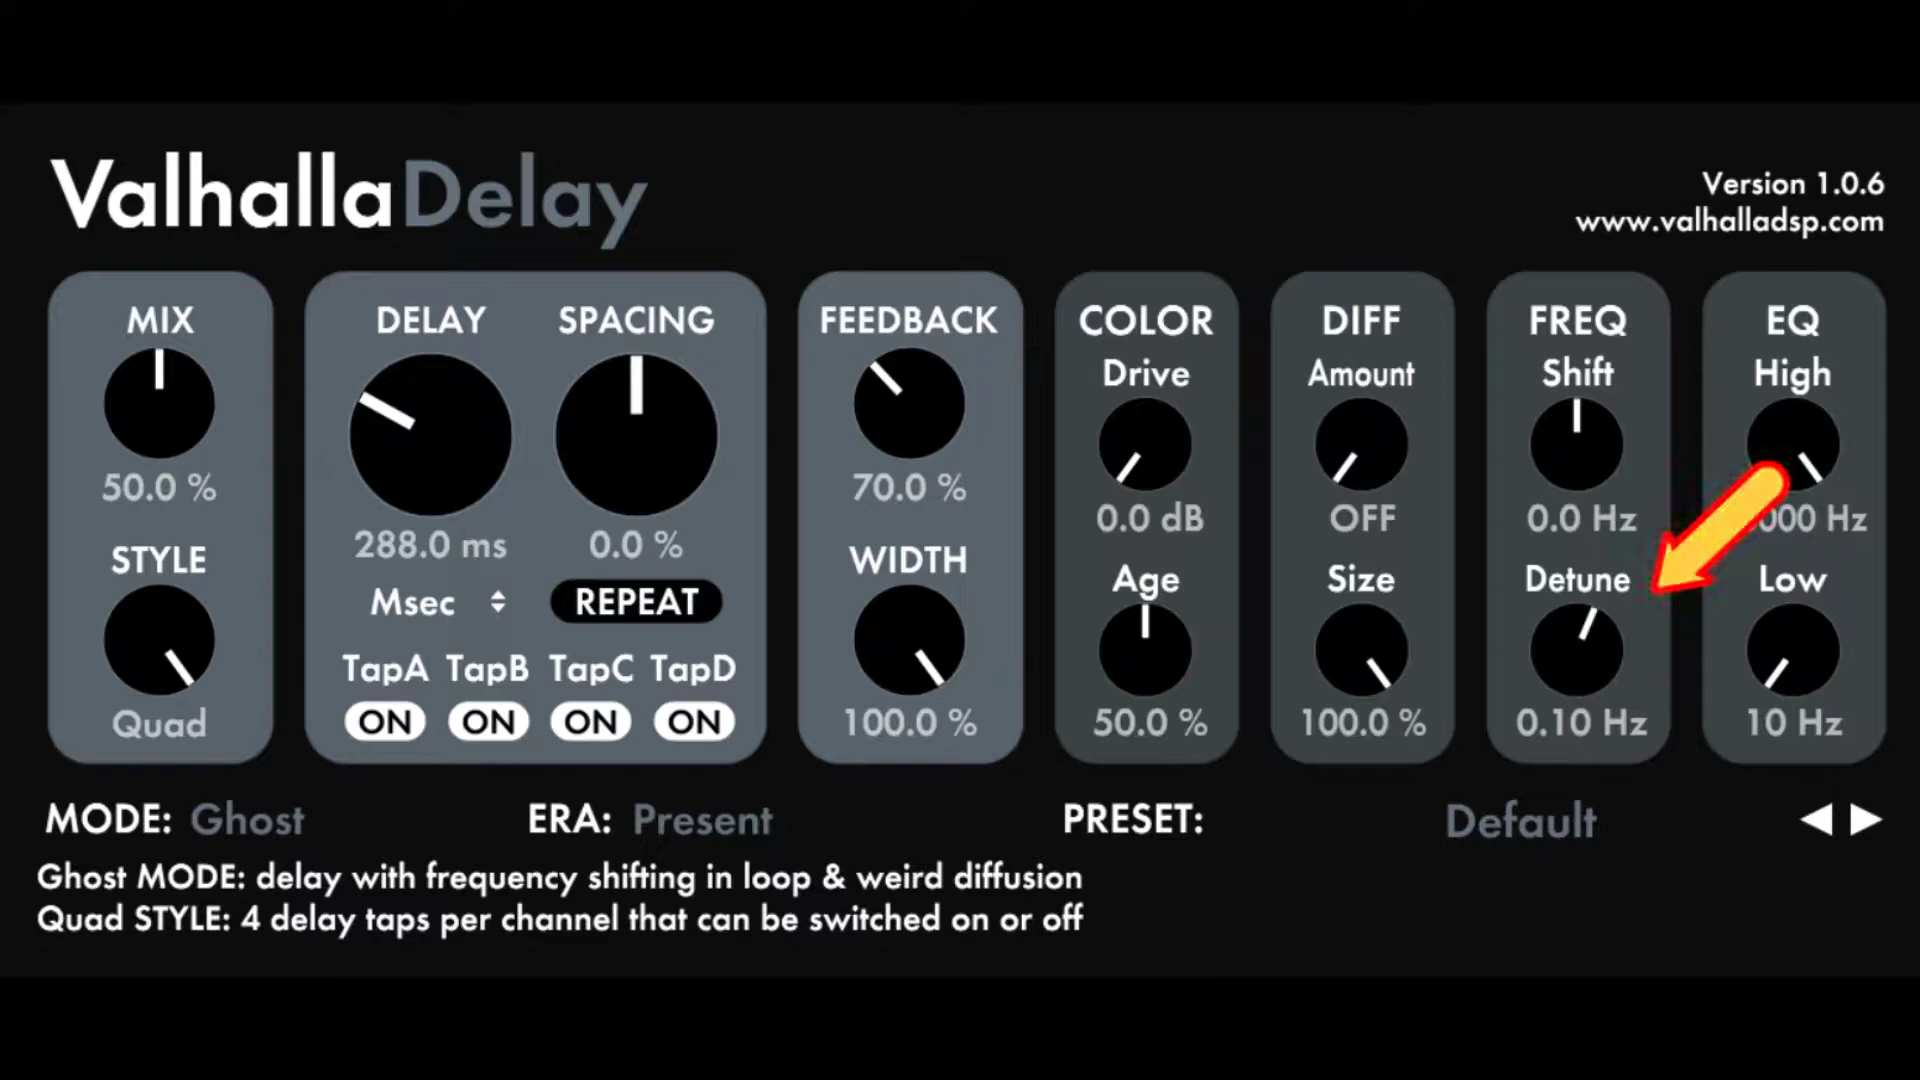 ValhallaDelay
Version 1.0.6
www.valhalladsp.com
MIX
50.0 %
STYLE
Quad
DELAY
288.0 ms
Msec
SPACING
0.0 %
REPEAT
TapA TapB TapC TapD
ON ON ON ON
FEEDBACK
70.0 %
WIDTH
100.0 %
COLOR
Drive
0.0 dB
Age
50.0 %
DIFF
Amount
OFF
Size
100.0 %
FREQ
Shift
0.0 Hz
Detune
0.10 Hz
EQ
High
000 Hz
Low
10 Hz
MODE: Ghost
ERA: Present
PRESET: Default
Ghost MODE: delay with frequency shifting in loop & weird diffusion
Quad STYLE: 4 delay taps per channel that can be switched on or off